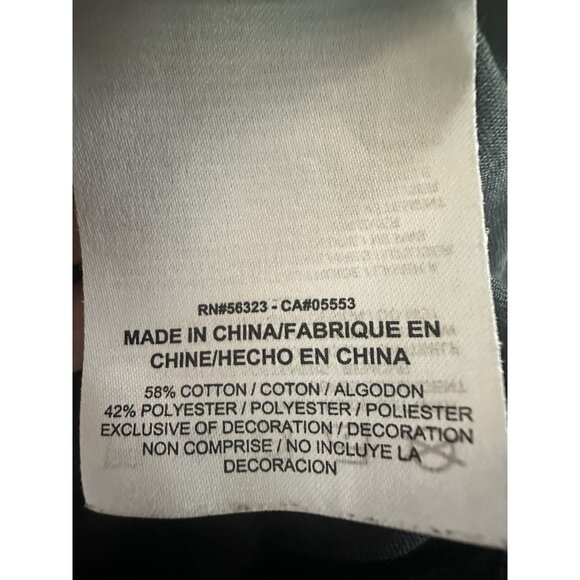 RN#56323 - CA#05553
MADE IN CHINA/FABRIQUE EN
CHINE/HECHO EN CHINA
58% COTTON / COTON / ALGODON
42% POLYESTER / POLYESTER / POLIESTER
EXCLUSIVE OF DECORATION / DECORATION
NON COMPRISE / NO INCLUYE LA
DECORACION